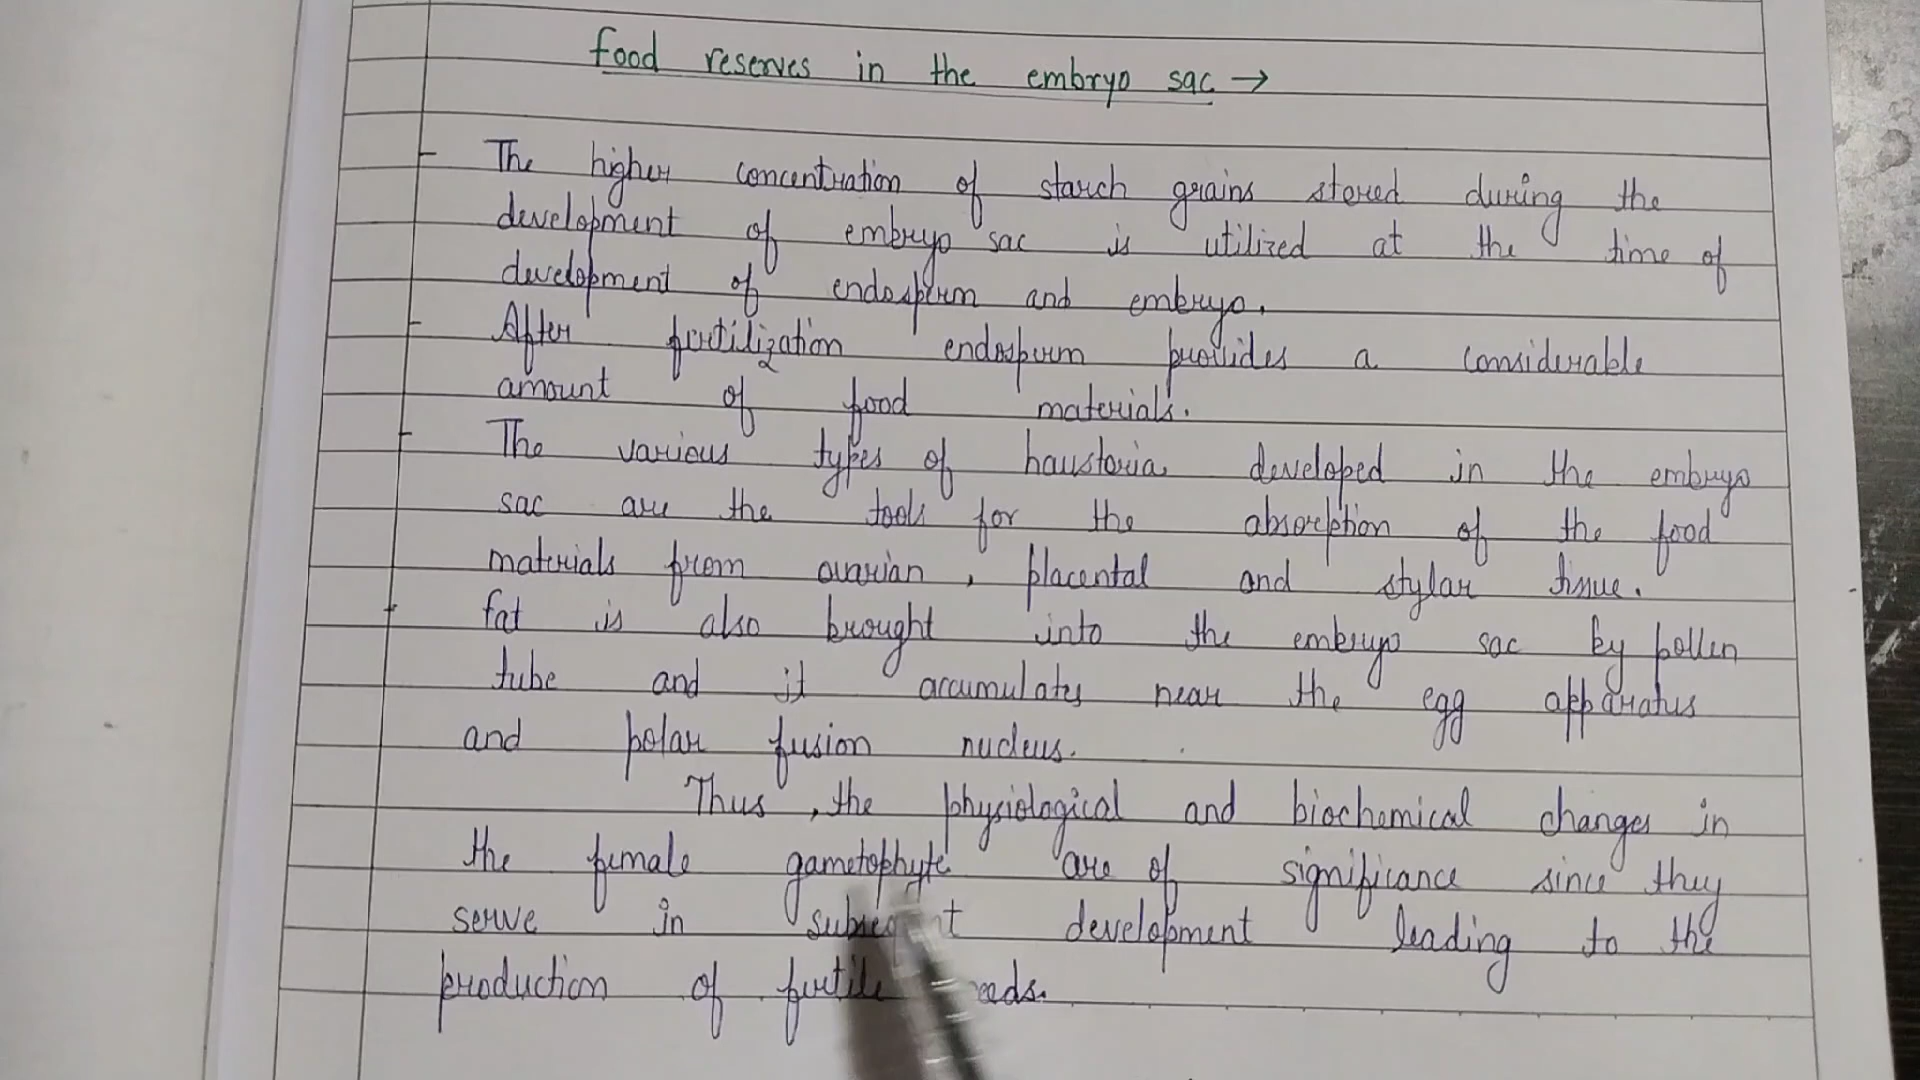 food reserves in the embryo sac →
- The higher concentration of starch grains stored during the
development of embryo sac is utilized at the time of
development of endosperm and embryo.
- After fertilization endosperm provides a considerable
amount of food materials.
- The various types of haustoria developed in the embryo
sac are the tools for the absorption of the food
materials from ovarian, placental and stylar tissue.
- fat is also brought into the embryo sac by pollen
tube and it accumulates near the egg apparatus
and polar fusion nucleus.
Thus, the physiological and biochemical changes in
the female gametophyte are of significance since they
serve in development leading to the
production of fertile